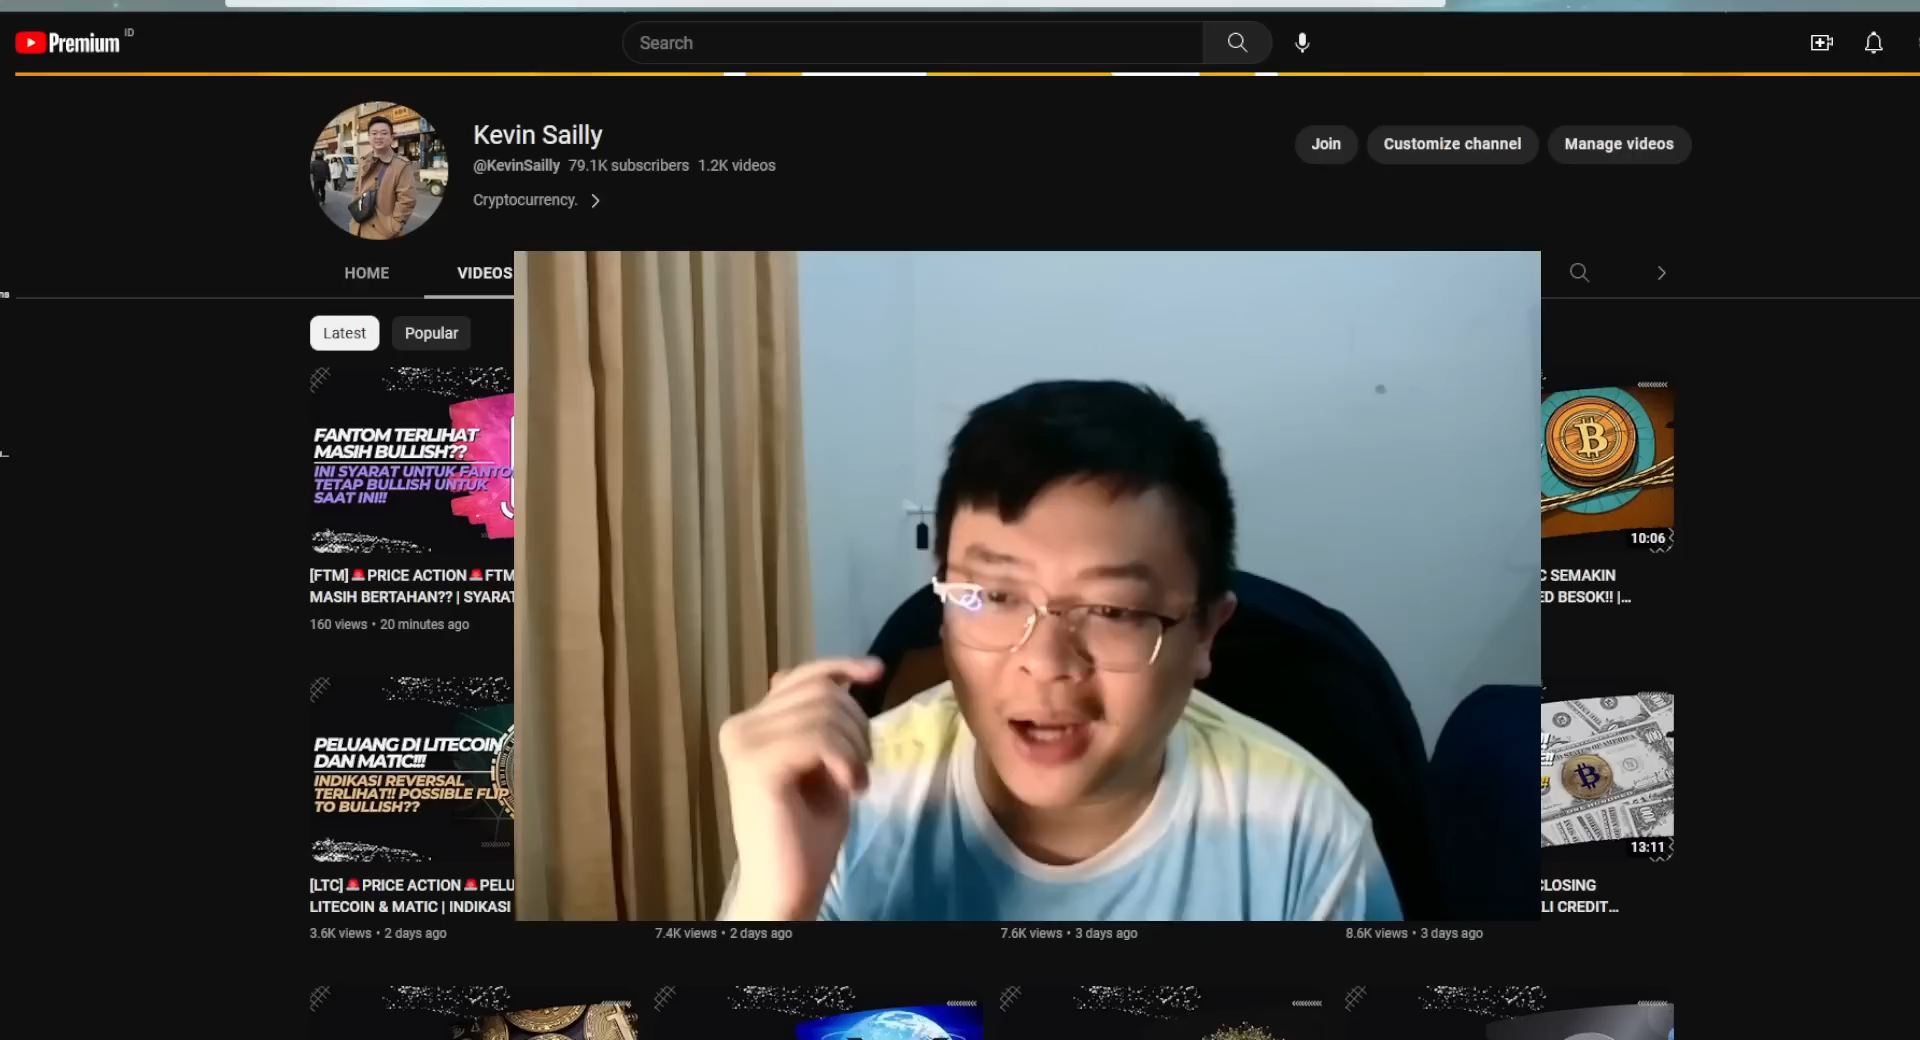 Premium ID
Search
Kevin Sailly
@KevinSailly 79.1K subscribers 1.2K videos
Cryptocurrency.
Join
Customize channel
Manage videos
HOME
VIDEOS
Latest
Popular
FANTOM TERLIHAT
MASIH BULLISH??
INI SYARAT UNTUK FANTO
TETAP BULLISH UNTUK
SAAT INI!!
10:06
[FTM]🚨PRICE ACTION🚨FTM
MASIH BERTAHAN?? | SYARAT
160 views • 20 minutes ago
C SEMAKIN
ED BESOK!! |...
PELUANG DI LITECOIN
DAN MATIC!!!
INDIKASI REVERSAL
TERLIHAT!! POSSIBLE FLIP
TO BULLISH??
13:11
[LTC]🚨PRICE ACTION🚨PELU
LITECOIN & MATIC | INDIKASI
3.6K views • 2 days ago
7.4K views • 2 days ago
7.6K views • 3 days ago
CLOSING
LI CREDIT...
8.6K views • 3 days ago